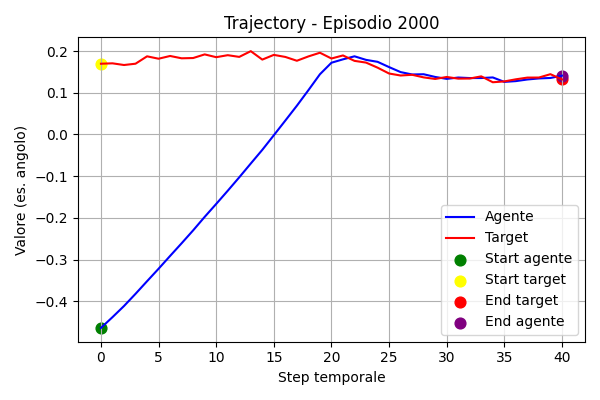 Trajectory - Episodio 2000
Valore (es. angolo)
0.2
0.1
0.0
−0.1
−0.2
−0.3
−0.4
0 5 10 15 20 25 30 35 40
Step temporale
Agente
Target
Start agente
Start target
End target
End agente